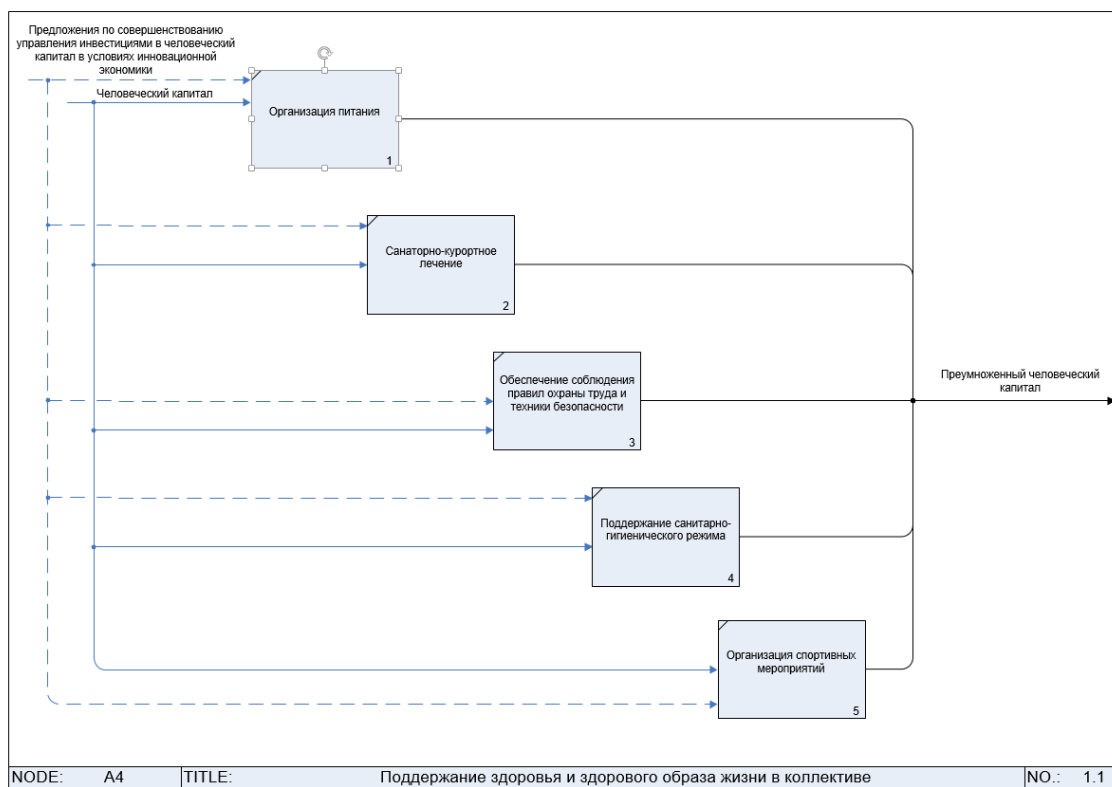 Предложения по совершенствованию
управления инвестициями в человеческий
капитал в условиях инновационной
экономики
Человеческий капитал
Организация питания
1
Санаторно-курортное
лечение
2
Обеспечение соблюдения
правил охраны труда и
техники безопасности
3
Преумноженный человеческий
капитал
Поддержание санитарно-
гигиенического режима
4
Организация спортивных
мероприятий
5
NODE: A4 TITLE: Поддержание здоровья и здорового образа жизни в коллективе NO.: 1.1